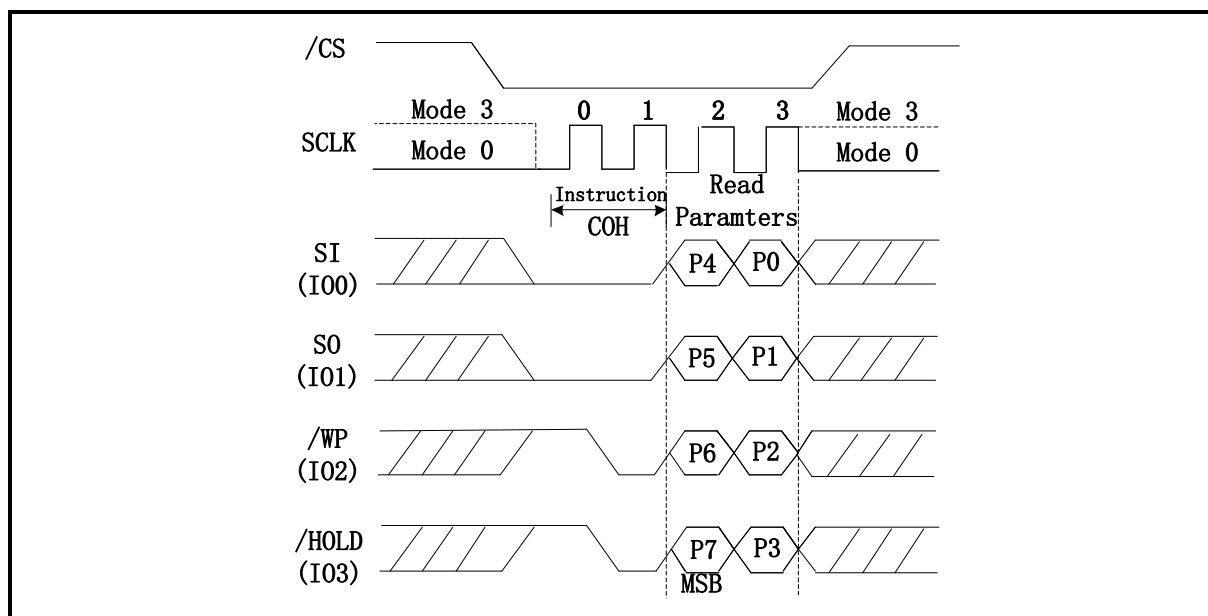 /CS
Mode 3 0 1 2 3 Mode 3
SCLK
Mode 0 Mode 0
Instruction Read
COH Paramters
SI
(IO0)
P4 P0
SO
(IO1)
P5 P1
/WP
(IO2)
P6 P2
/HOLD
(IO3)
P7 P3
MSB